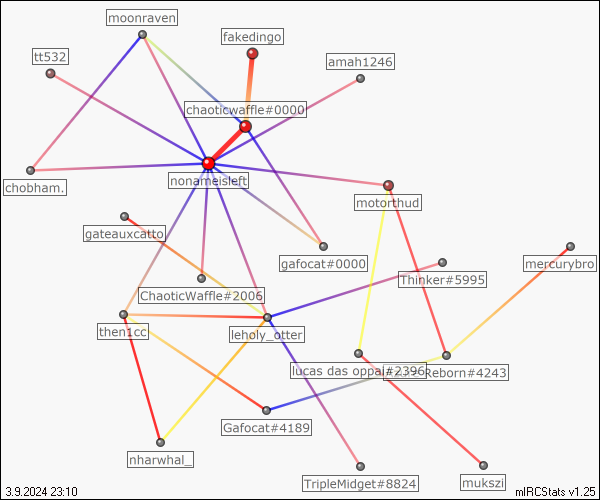 moonraven
fakedingo
tt532
amah1246
chaoticwaffle#0000
nonameisleft
chobham.
motorthud
gateauxcatto
gafocat#0000
mercurybro
Thinker#5995
ChaoticWaffle#2006
then1cc
leholy_otter
lucas das oppai#2396
Reborn#4243
Gafocat#4189
nharwhal_
TripleMidget#8824
mukszi
3.9.2024 23:10
mIRCStats v1.25